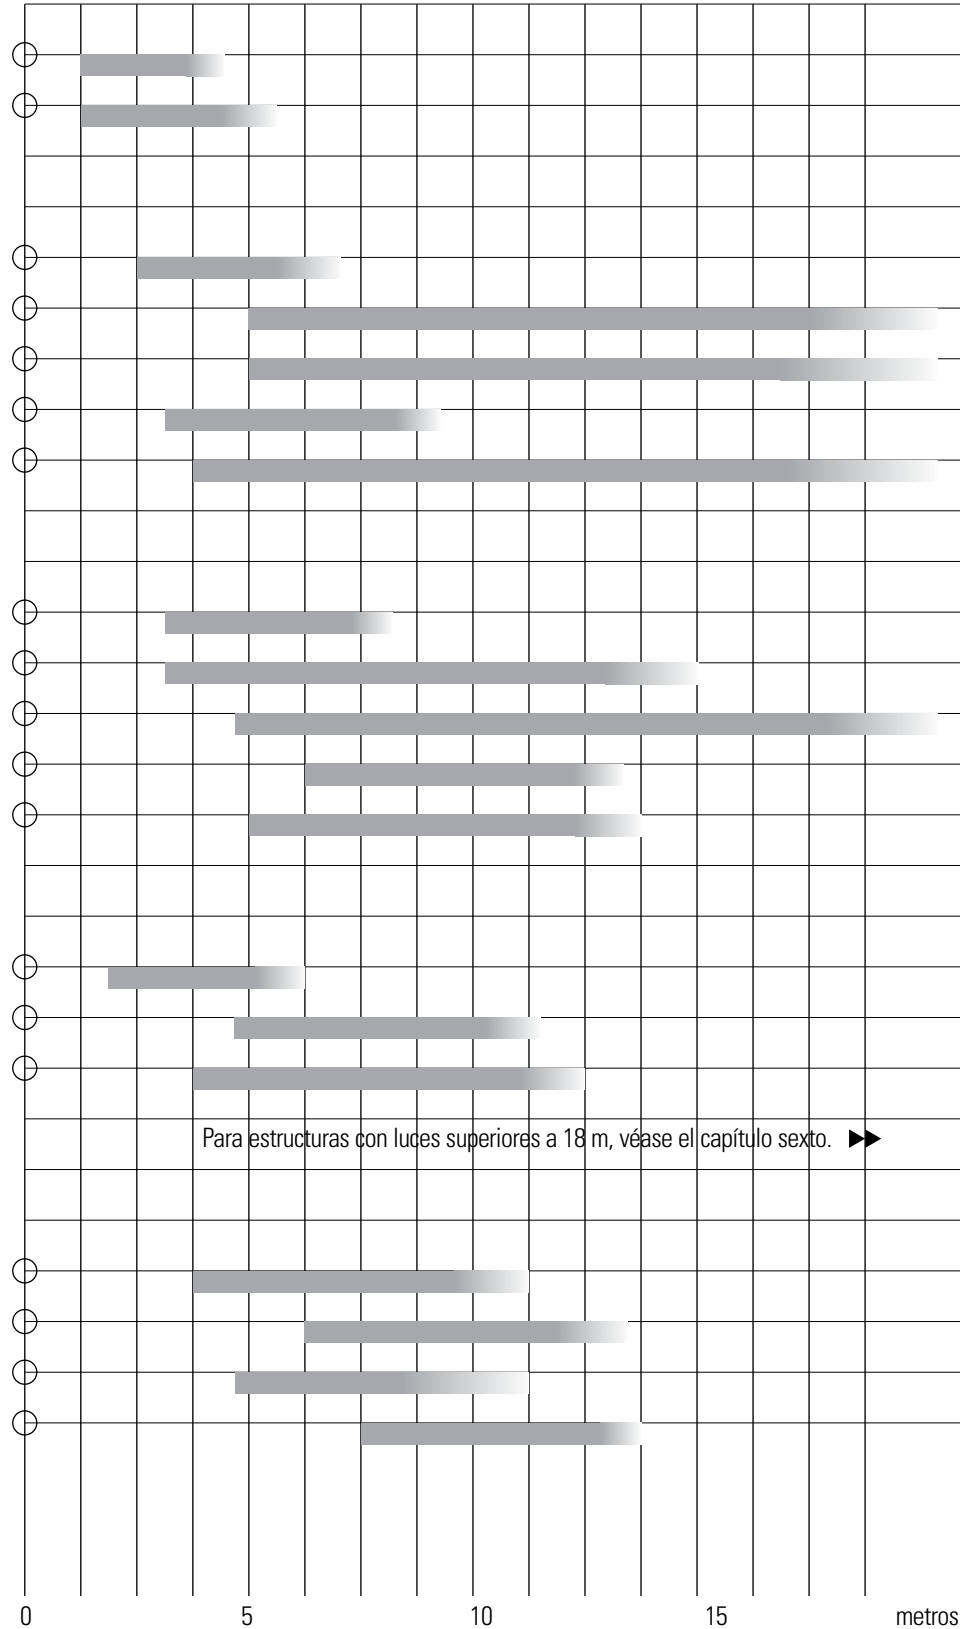 Para estructuras con luces superiores a 18 m, véase el capítulo sexto.
0 5 10 15 metros